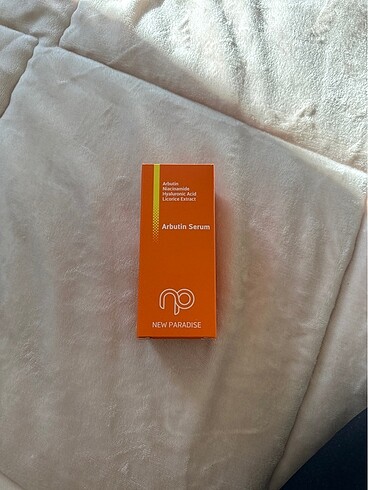 Arbutin
Niacinamide
Hyaluronic Acid
Licorice Extract
Arbutin Serum
np
NEW PARADISE